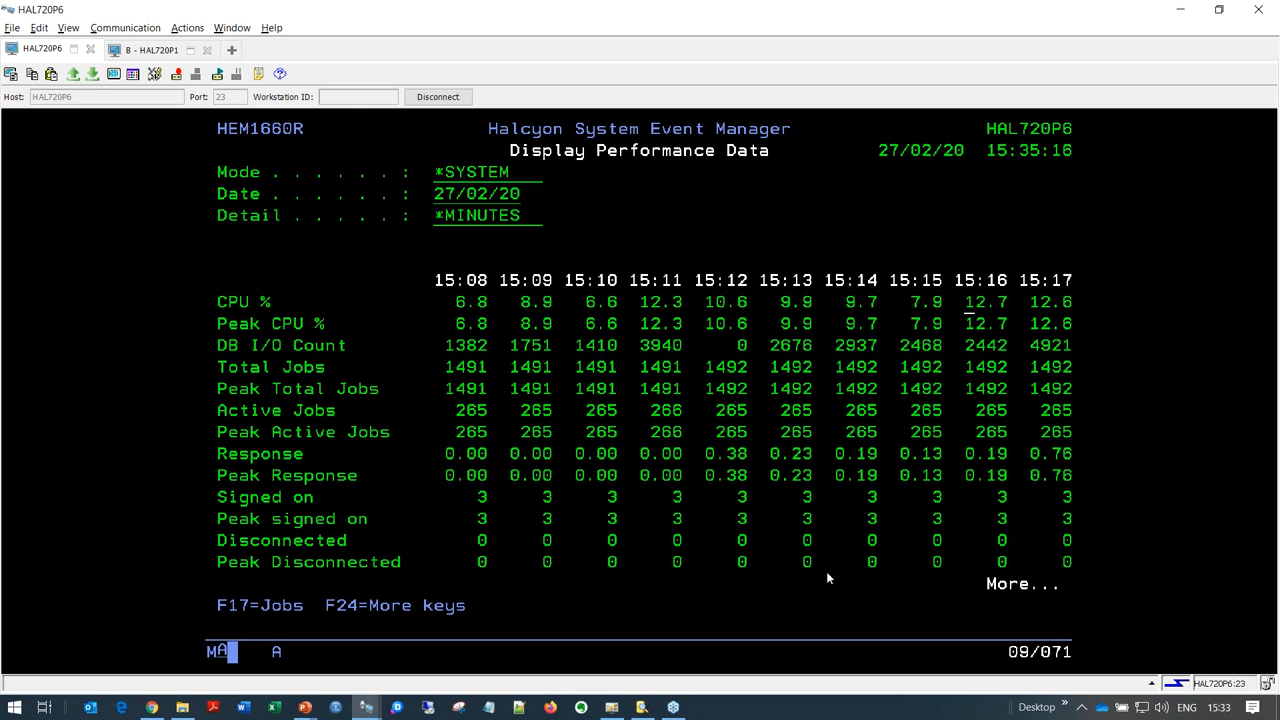 HAL720P6
File Edit View Communication Actions Window Help
HAL720P6 B - HAL720P1
Host: HAL720P6 Port: 23 Workstation ID: Disconnect
HEM1660R Halcyon System Event Manager HAL720P6
Display Performance Data 27/02/20 15:35:16
Mode . . . . . . : *SYSTEM
Date . . . . . . : 27/02/20
Detail . . . . . : *MINUTES
15:08 15:09 15:10 15:11 15:12 15:13 15:14 15:15 15:16 15:17
CPU % 6.8 8.9 6.6 12.3 10.6 9.9 9.7 7.9 12.7 12.6
Peak CPU % 6.8 8.9 6.6 12.3 10.6 9.9 9.7 7.9 12.7 12.6
DB I/O Count 1382 1751 1410 3940 0 2676 2937 2468 2442 4921
Total Jobs 1491 1491 1491 1491 1492 1492 1492 1492 1492 1492
Peak Total Jobs 1491 1491 1491 1491 1492 1492 1492 1492 1492 1492
Active Jobs 265 265 265 266 265 265 265 265 265 265
Peak Active Jobs 265 265 265 266 265 265 265 265 265 265
Response 0.00 0.00 0.00 0.00 0.38 0.23 0.19 0.13 0.19 0.76
Peak Response 0.00 0.00 0.00 0.00 0.38 0.23 0.19 0.13 0.19 0.76
Signed on 3 3 3 3 3 3 3 3 3 3
Peak signed on 3 3 3 3 3 3 3 3 3 3
Disconnected 0 0 0 0 0 0 0 0 0 0
Peak Disconnected 0 0 0 0 0 0 0 0 0 0
More...
F17=Jobs F24=More keys
MA A 09/071
HAL720P6:23
Desktop ENG 15:33